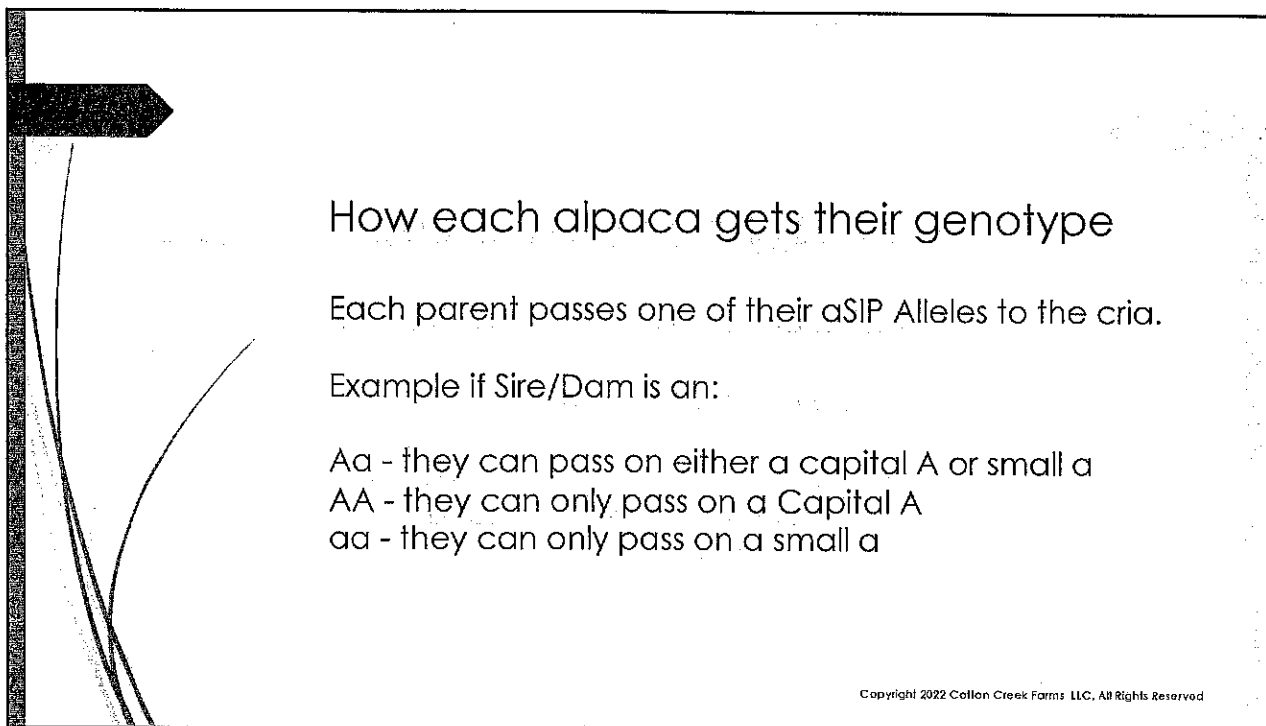 How each alpaca gets their genotype
Each parent passes one of their aSIP Alleles to the cria.
Example if Sire/Dam is an:
Aa - they can pass on either a capital A or small a
AA - they can only pass on a Capital A
aa - they can only pass on a small a
Copyright 2022 Cotton Creek Farms LLC, All Rights Reserved